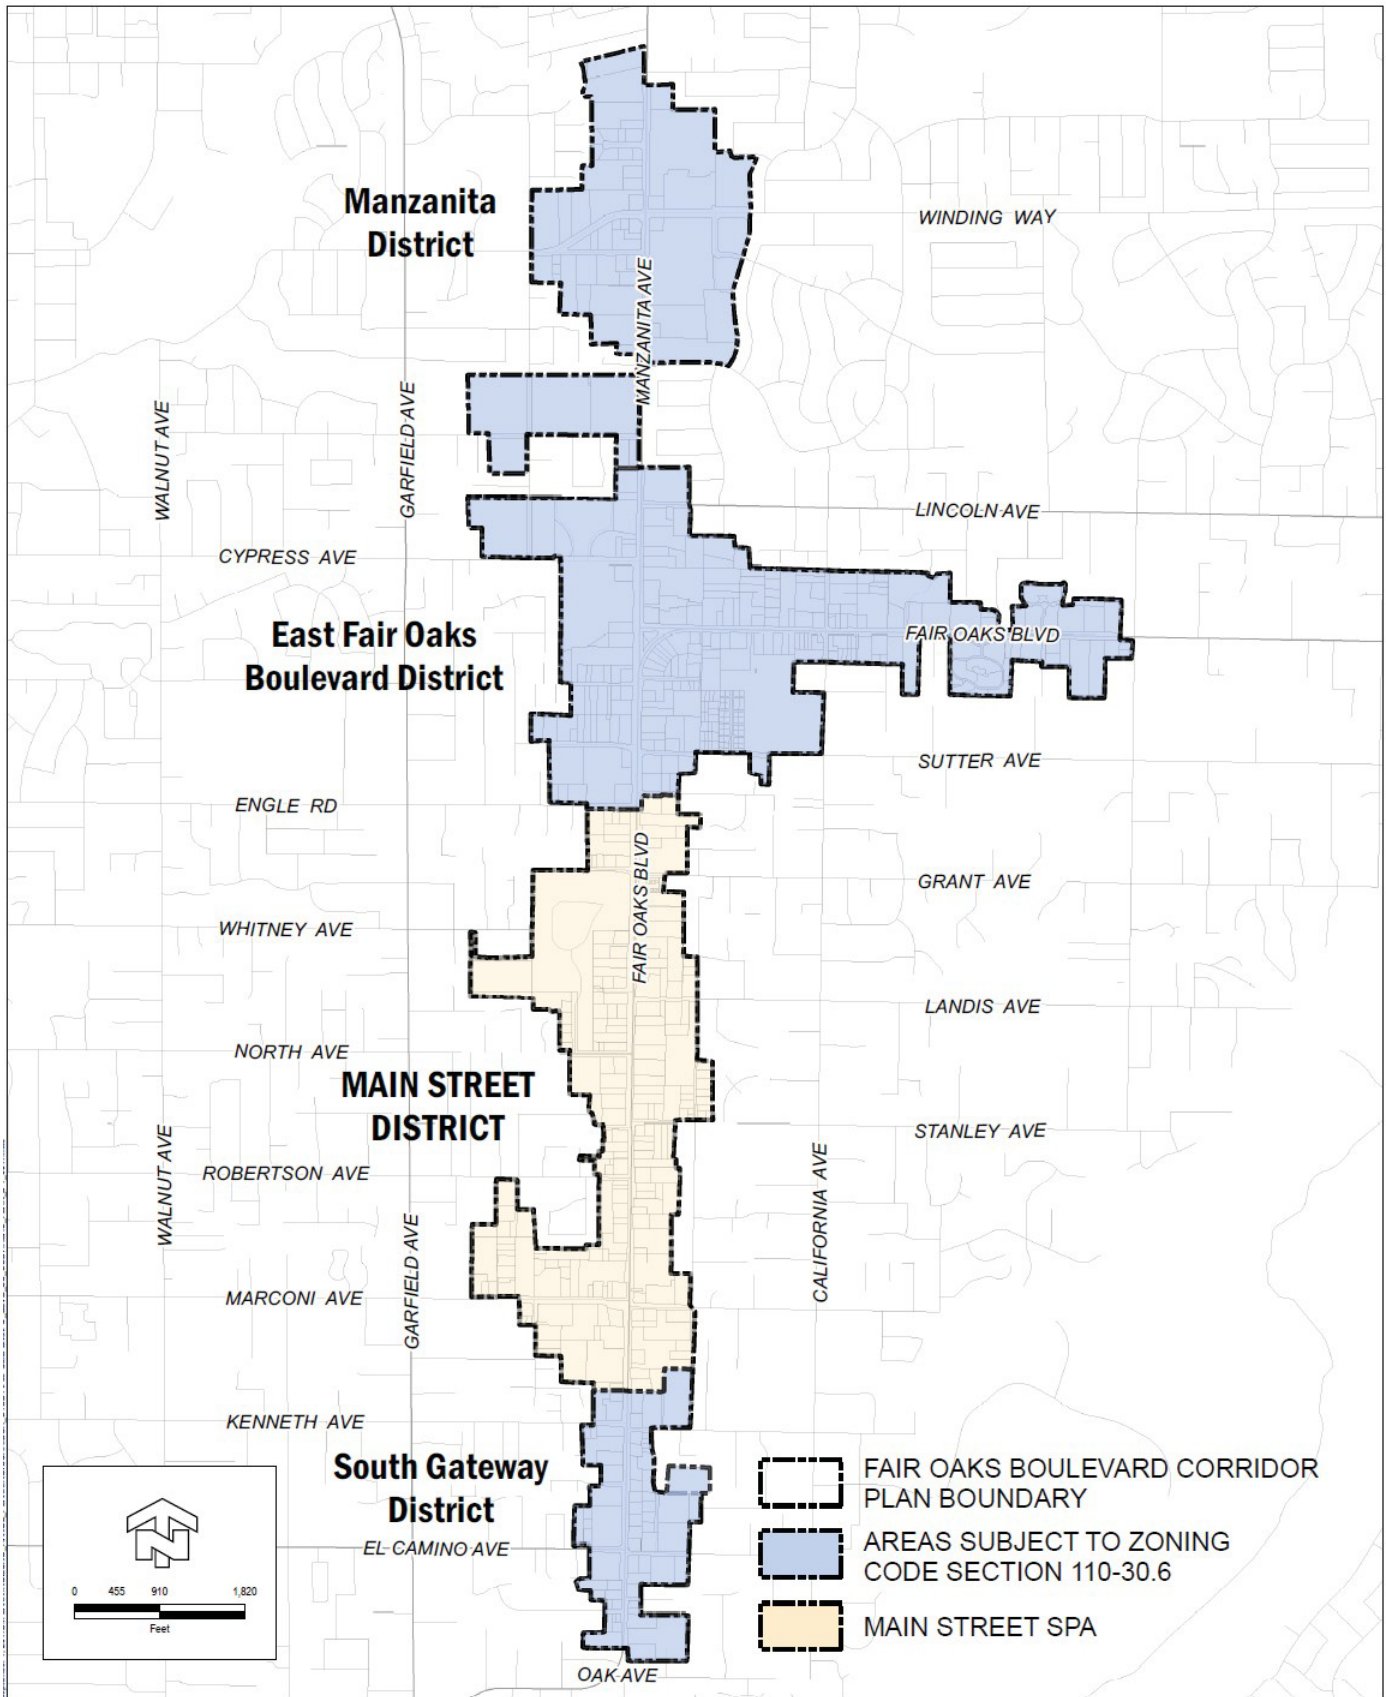 Manzanita
District
WINDING WAY
MANZANITA AVE
WALNUT AVE
GARFIELD AVE
LINCOLN AVE
CYPRESS AVE
East Fair Oaks
Boulevard District
FAIR OAKS BLVD
SUTTER AVE
ENGLE RD
FAIR OAKS BLVD
GRANT AVE
WHITNEY AVE
LANDIS AVE
NORTH AVE
MAIN STREET
DISTRICT
STANLEY AVE
WALNUT AVE
ROBERTSON AVE
CALIFORNIA AVE
GARFIELD AVE
MARCONI AVE
KENNETH AVE
South Gateway
District
EL CAMINO AVE
OAK AVE
N
0 455 910 1,820
Feet
FAIR OAKS BOULEVARD CORRIDOR
PLAN BOUNDARY
AREAS SUBJECT TO ZONING
CODE SECTION 110-30.6
MAIN STREET SPA